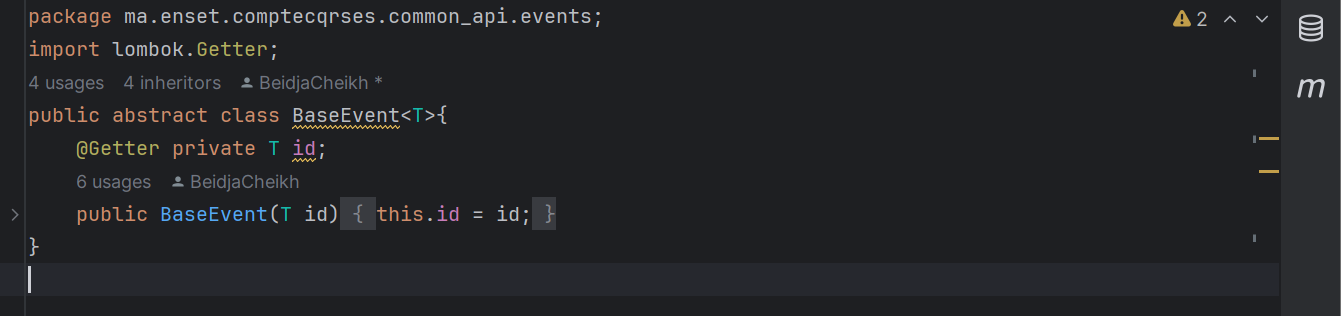 package ma.enset.comptecqrses.common_api.events;
2
import lombok.Getter;
4 usages 4 inheritors BeidjaCheikh *
public abstract class BaseEvent<T>{
@Getter private T id;
6 usages BeidjaCheikh
public BaseEvent(T id) { this.id = id; }
}
m